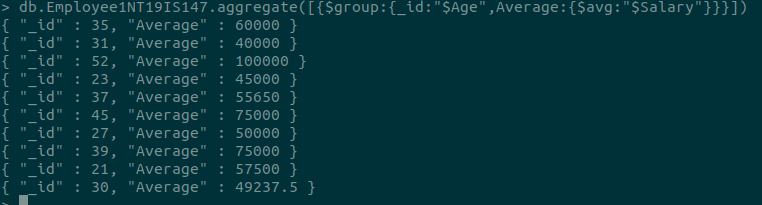 > db.Employee1NT19IS147.aggregate([{$group:{_id:"$Age",Average:{$avg:"$Salary"}}}])
{ "_id" : 35, "Average" : 60000 }
{ "_id" : 31, "Average" : 40000 }
{ "_id" : 52, "Average" : 100000 }
{ "_id" : 23, "Average" : 45000 }
{ "_id" : 37, "Average" : 55650 }
{ "_id" : 45, "Average" : 75000 }
{ "_id" : 27, "Average" : 50000 }
{ "_id" : 39, "Average" : 75000 }
{ "_id" : 21, "Average" : 57500 }
{ "_id" : 30, "Average" : 49237.5 }
>